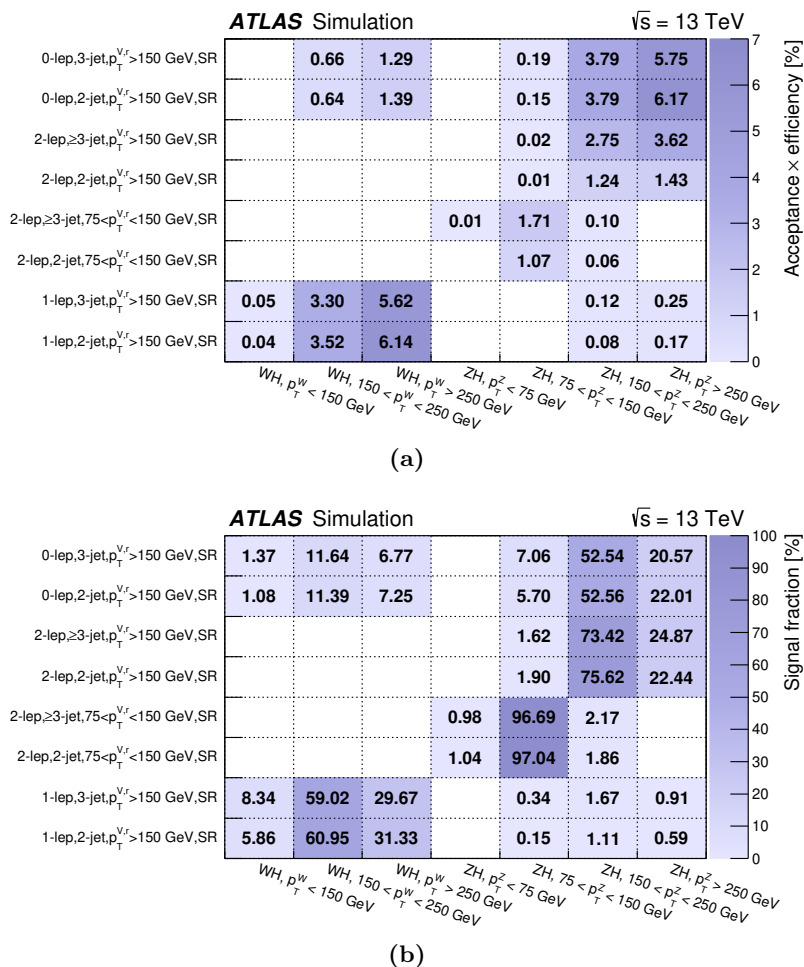 ATLAS Simulation √s = 13 TeV
0-lep,3-jet,p_T^{V,r}>150 GeV,SR 0.66 1.29 0.19 3.79 5.75
0-lep,2-jet,p_T^{V,r}>150 GeV,SR 0.64 1.39 0.15 3.79 6.17
2-lep,≥3-jet,p_T^{V,r}>150 GeV,SR 0.02 2.75 3.62
2-lep,2-jet,p_T^{V,r}>150 GeV,SR 0.01 1.24 1.43
2-lep,≥3-jet,75<p_T^{V,r}<150 GeV,SR 0.01 1.71 0.10
2-lep,2-jet,75<p_T^{V,r}<150 GeV,SR 1.07 0.06
1-lep,3-jet,p_T^{V,r}>150 GeV,SR 0.05 3.30 5.62 0.12 0.25
1-lep,2-jet,p_T^{V,r}>150 GeV,SR 0.04 3.52 6.14 0.08 0.17
WH, p_T^W < 150 GeV
WH, 150 < p_T^W < 250 GeV
WH, p_T^W > 250 GeV
ZH, p_T^Z < 75 GeV
ZH, 75 < p_T^Z < 150 GeV
ZH, 150 < p_T^Z < 250 GeV
ZH, p_T^Z > 250 GeV
7
6
5
4
3
2
1
0
Acceptance × efficiency [%]
(a)
ATLAS Simulation √s = 13 TeV
0-lep,3-jet,p_T^{V,r}>150 GeV,SR 1.37 11.64 6.77 7.06 52.54 20.57
0-lep,2-jet,p_T^{V,r}>150 GeV,SR 1.08 11.39 7.25 5.70 52.56 22.01
2-lep,≥3-jet,p_T^{V,r}>150 GeV,SR 1.62 73.42 24.87
2-lep,2-jet,p_T^{V,r}>150 GeV,SR 1.90 75.62 22.44
2-lep,≥3-jet,75<p_T^{V,r}<150 GeV,SR 0.98 96.69 2.17
2-lep,2-jet,75<p_T^{V,r}<150 GeV,SR 1.04 97.04 1.86
1-lep,3-jet,p_T^{V,r}>150 GeV,SR 8.34 59.02 29.67 0.34 1.67 0.91
1-lep,2-jet,p_T^{V,r}>150 GeV,SR 5.86 60.95 31.33 0.15 1.11 0.59
WH, p_T^W < 150 GeV
WH, 150 < p_T^W < 250 GeV
WH, p_T^W > 250 GeV
ZH, p_T^Z < 75 GeV
ZH, 75 < p_T^Z < 150 GeV
ZH, 150 < p_T^Z < 250 GeV
ZH, p_T^Z > 250 GeV
100
90
80
70
60
50
40
30
20
10
0
Signal fraction [%]
(b)